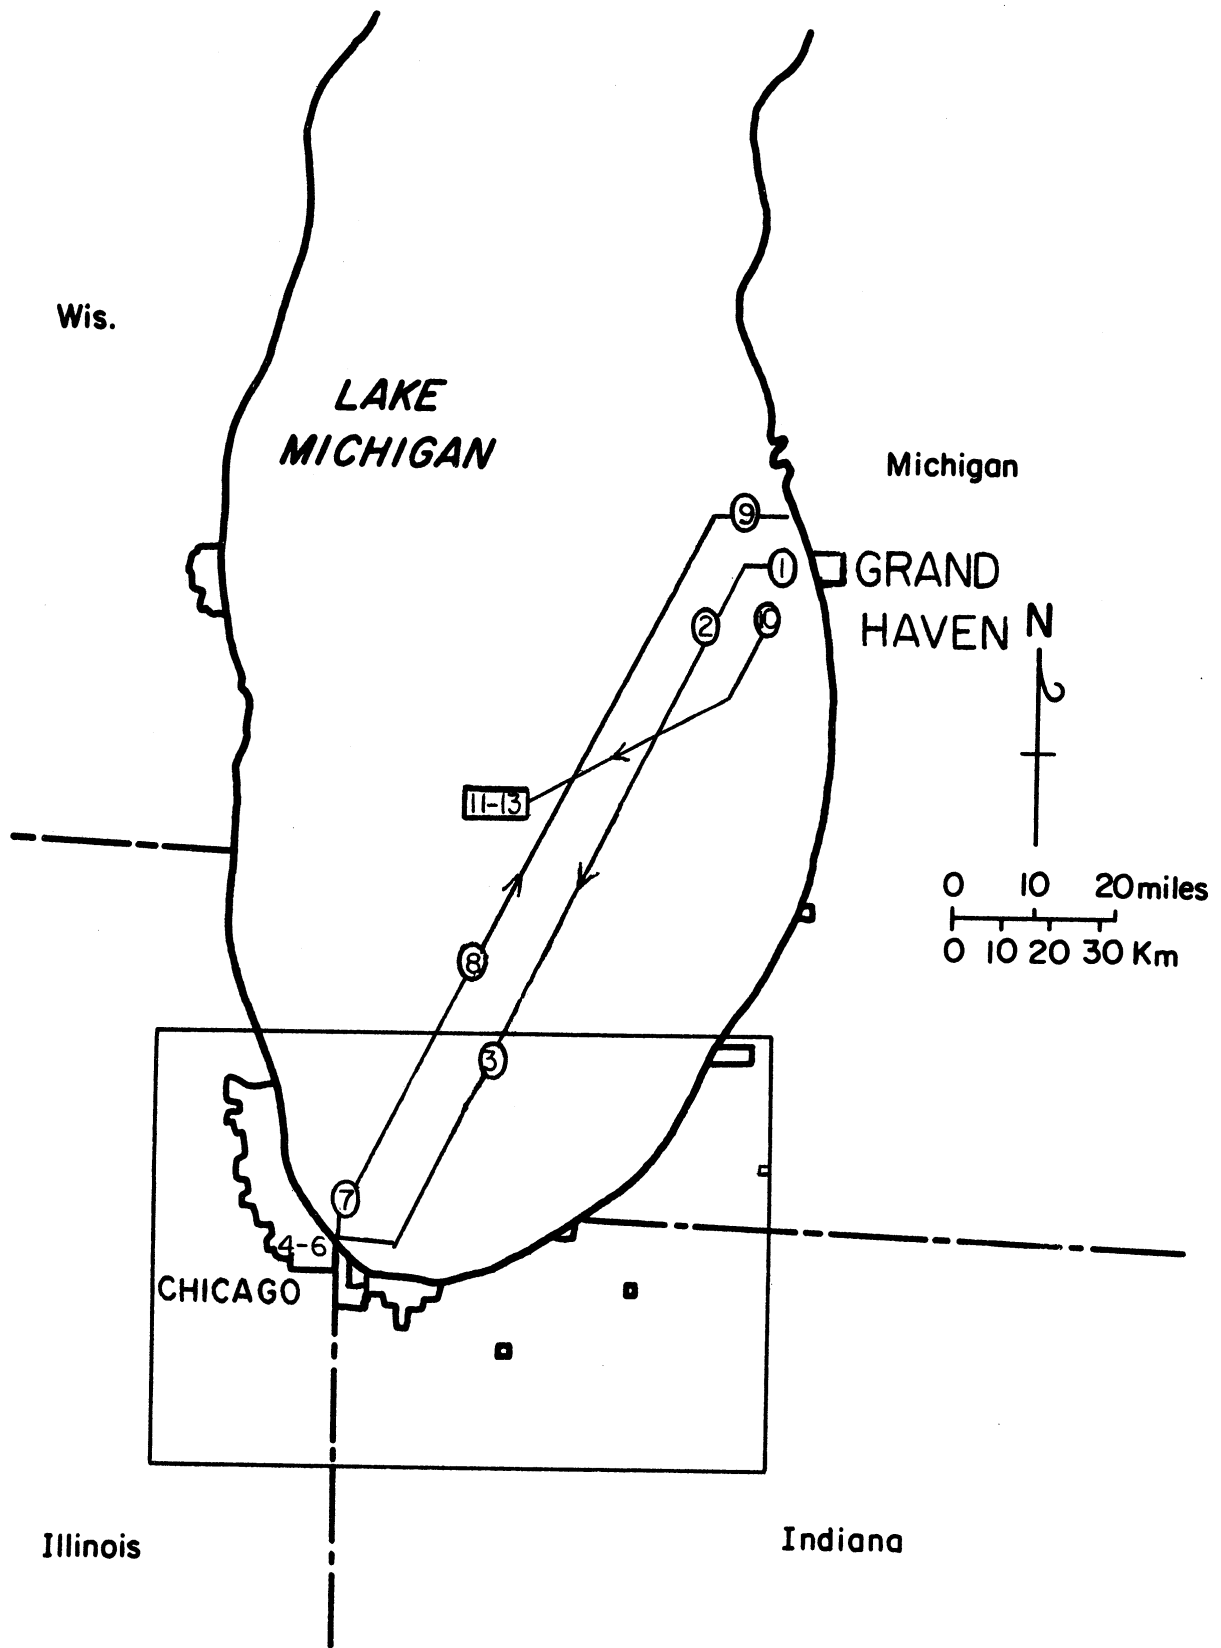 Wis.
LAKE
MICHIGAN
Michigan
9
1
GRAND
2
10
HAVEN
N
11-13
0 10 20 miles
0 10 20 30 Km
8
3
7
4-6
CHICAGO
Illinois
Indiana